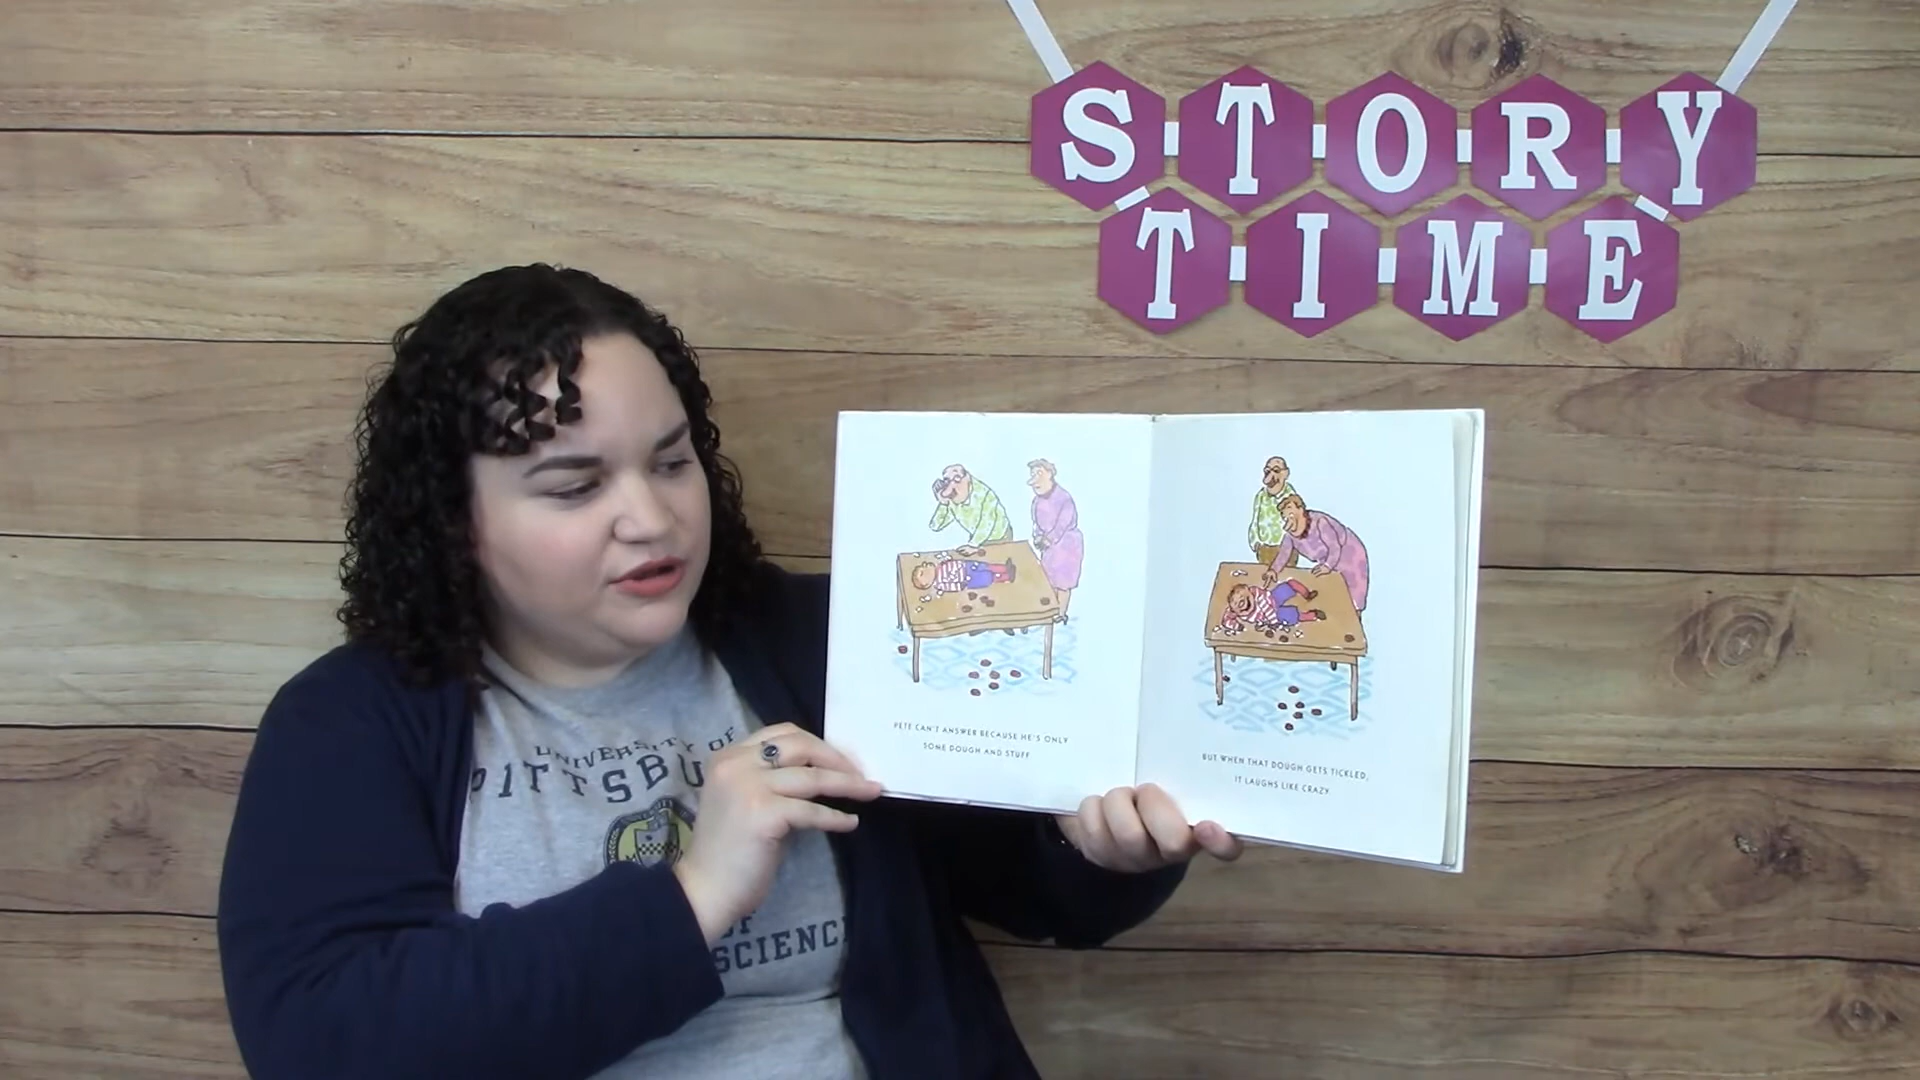 STORY
TIME
PETE CAN'T ANSWER BECAUSE HE'S ONLY
SOME DOUGH AND STUFF
BUT WHEN THAT DOUGH GETS TICKLED,
IT LAUGHS LIKE CRAZY
UNIVERSITY OF
PITTSBU
OF
SCIENC